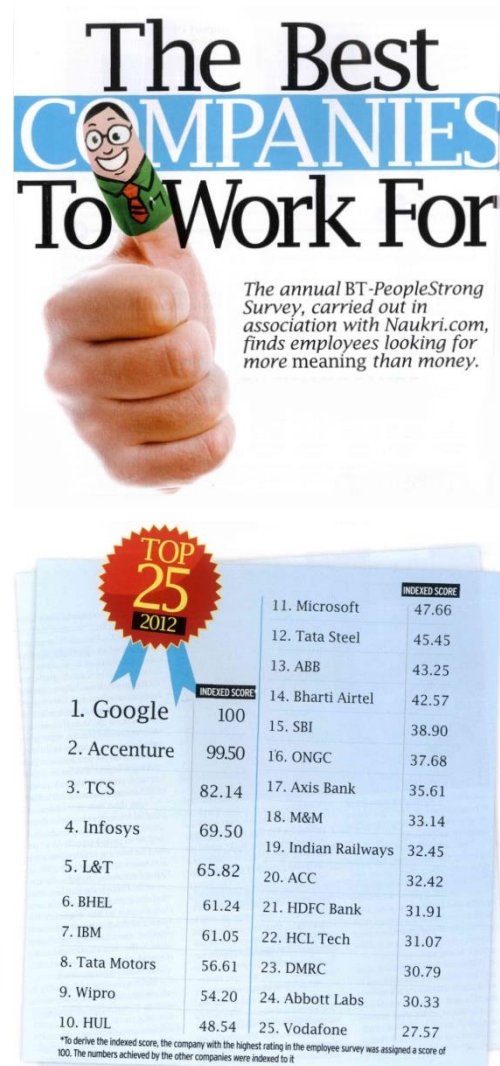 The Best
COMPANIES
To Work For
The annual BT-PeopleStrong
Survey, carried out in
association with Naukri.com,
finds employees looking for
more meaning than money.
TOP
25
2012
INDEXED SCORE*
1. Google 100
2. Accenture 99.50
3. TCS 82.14
4. Infosys 69.50
5. L&T 65.82
6. BHEL 61.24
7. IBM 61.05
8. Tata Motors 56.61
9. Wipro 54.20
10. HUL 48.54
INDEXED SCORE
11. Microsoft 47.66
12. Tata Steel 45.45
13. ABB 43.25
14. Bharti Airtel 42.57
15. SBI 38.90
16. ONGC 37.68
17. Axis Bank 35.61
18. M&M 33.14
19. Indian Railways 32.45
20. ACC 32.42
21. HDFC Bank 31.91
22. HCL Tech 31.07
23. DMRC 30.79
24. Abbott Labs 30.33
25. Vodafone 27.57
*To derive the indexed score, the company with the highest rating in the employee survey was assigned a score of
100. The numbers achieved by the other companies were indexed to it